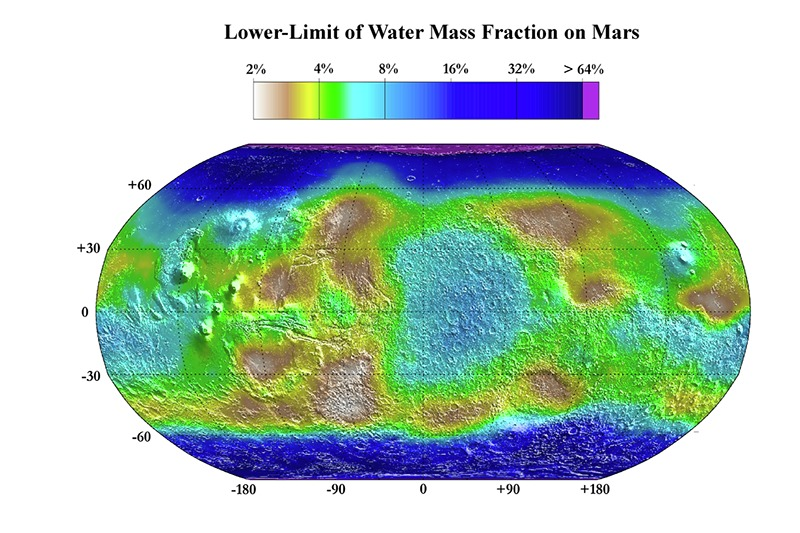 Lower-Limit of Water Mass Fraction on Mars
2% 4% 8% 16% 32% > 64%
+60
+30
0
-30
-60
-180 -90 0 +90 +180